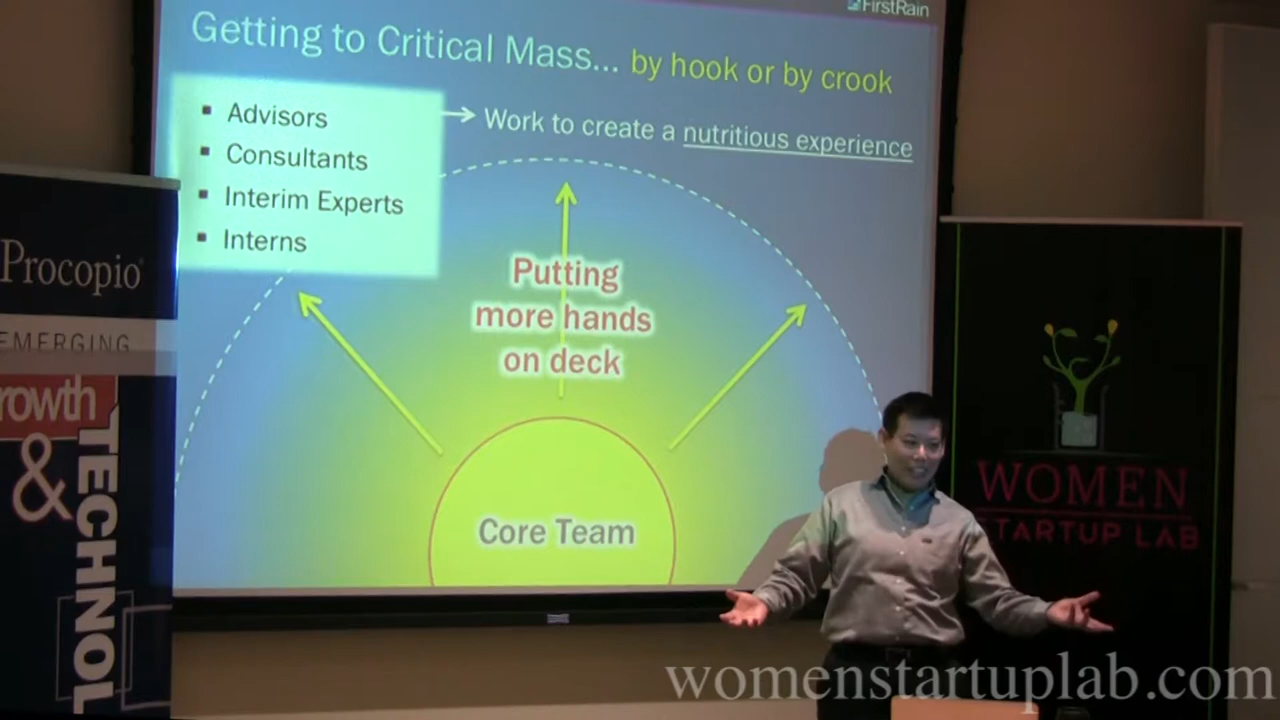 FirstRain
Getting to Critical Mass... by hook or by crook
▪ Advisors
▪ Consultants
▪ Interim Experts
▪ Interns
Work to create a nutritious experience
Putting
more hands
on deck
Core Team
Procopio
EMERGING
rowth
&
TECHNOL
WOMEN
STARTUP LAB
womenstartuplab.com